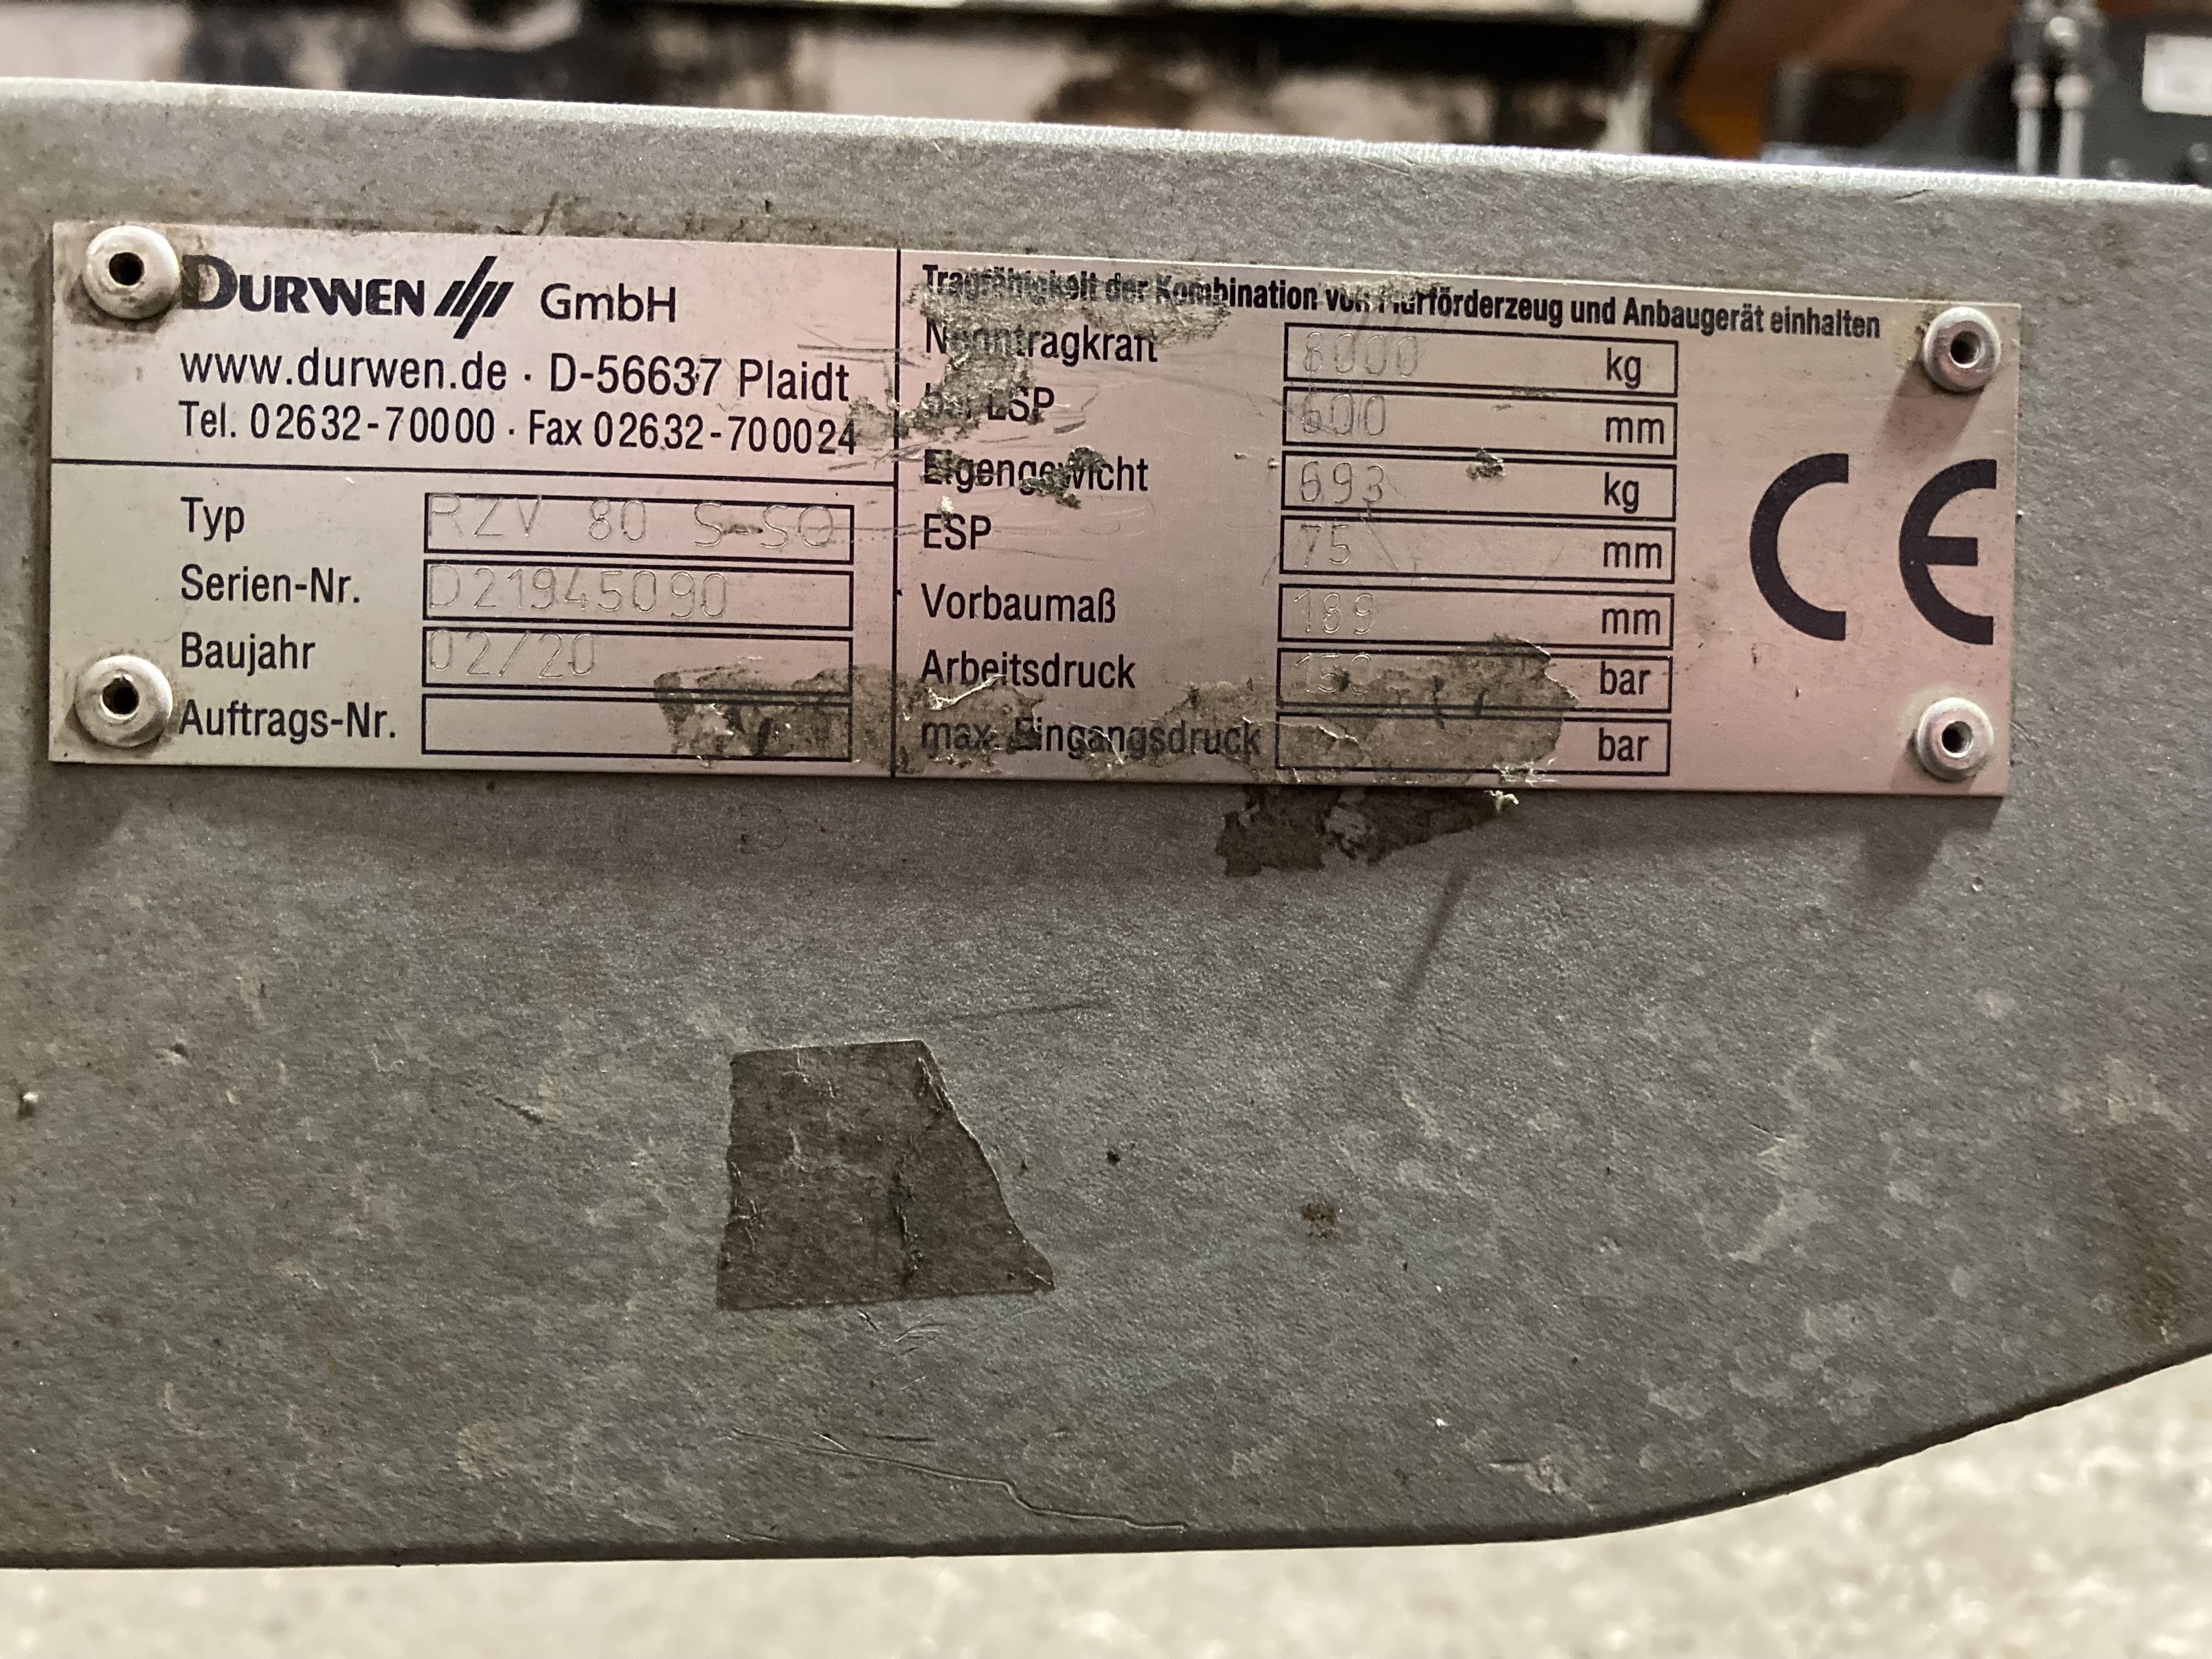 DURWEN GmbH
www.durwen.de · D-56637 Plaidt
Tel. 02632-70000 · Fax 02632-700024
Typ RZV 80 S-SO
Serien-Nr. D21945090
Baujahr 02/20
Auftrags-Nr.
Tragfähigkeit der Kombination von Flurförderzeug und Anbaugerät einhalten
Nenntragkraft 8000 kg
bei ESP 600 mm
Eigengewicht 693 kg
ESP 75 mm
Vorbaumaß 189 mm
Arbeitsdruck 150 bar
max. Eingangsdruck bar
CE